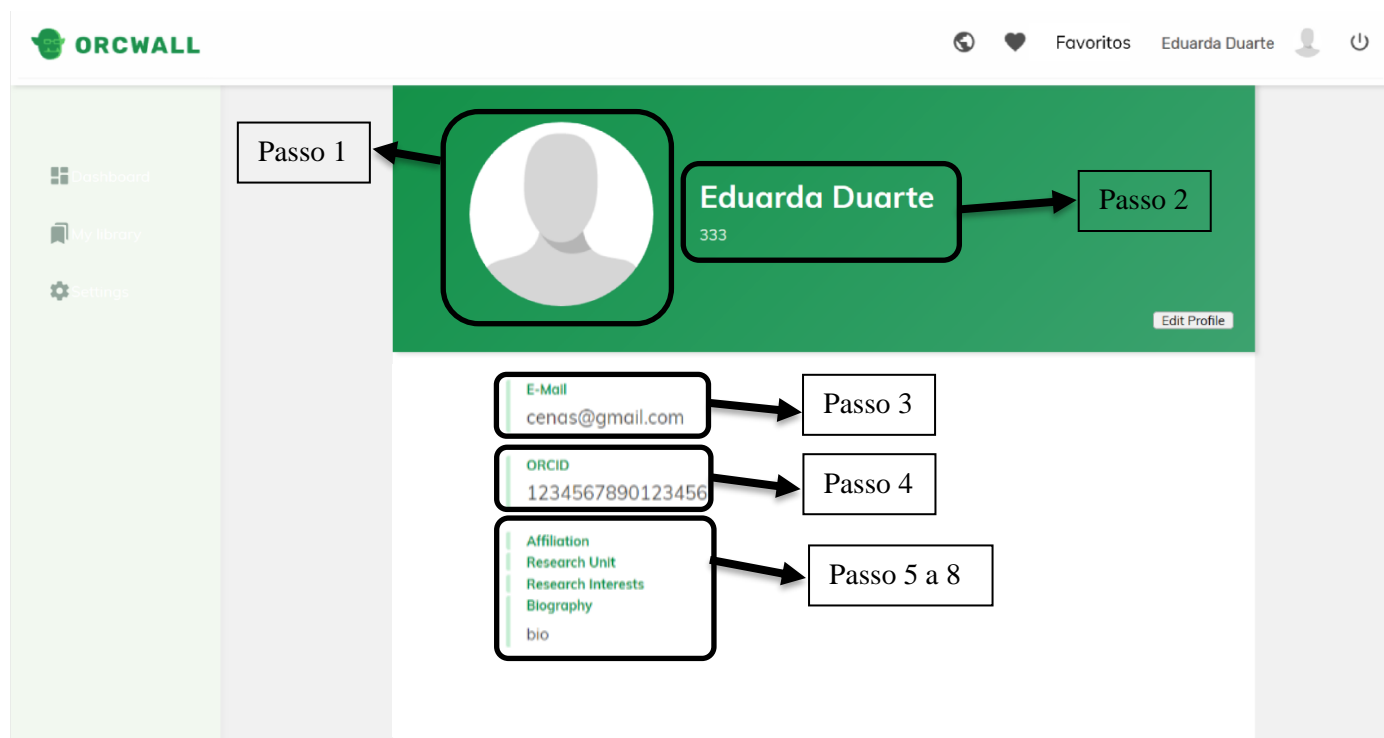 ORCWALL
Favoritos Eduarda Duarte
Dashboard
My library
Settings
Passo 1
Eduarda Duarte
333
Passo 2
Edit Profile
E-Mail
cenas@gmail.com
Passo 3
ORCID
1234567890123456
Passo 4
Affiliation
Research Unit
Research Interests
Biography
bio
Passo 5 a 8